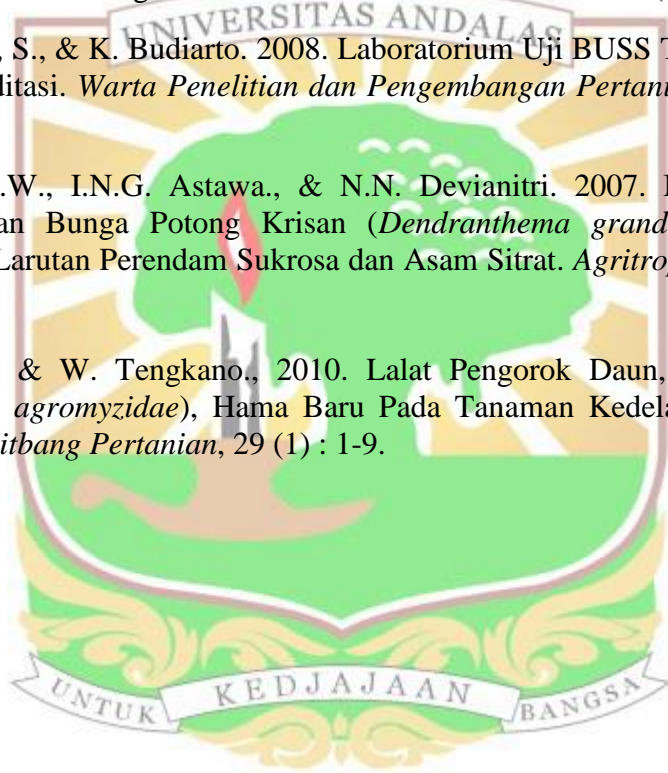 UNIVERSITAS ANDALAS
, S., & K. Budiarto. 2008. Laboratorium Uji BUSS T
ditasi. Warta Penelitian dan Pengembangan Pertani
.W., I.N.G. Astawa., & N.N. Devianitri. 2007.
an Bunga Potong Krisan (Dendranthema grand
Larutan Perendam Sukrosa dan Asam Sitrat. Agritrop
& W. Tengkano., 2010. Lalat Pengorok Daun,
agromyzidae), Hama Baru Pada Tanaman Kedela
itbang Pertanian, 29 (1) : 1-9.
UNTUK KEDJAJAAN BANGSA